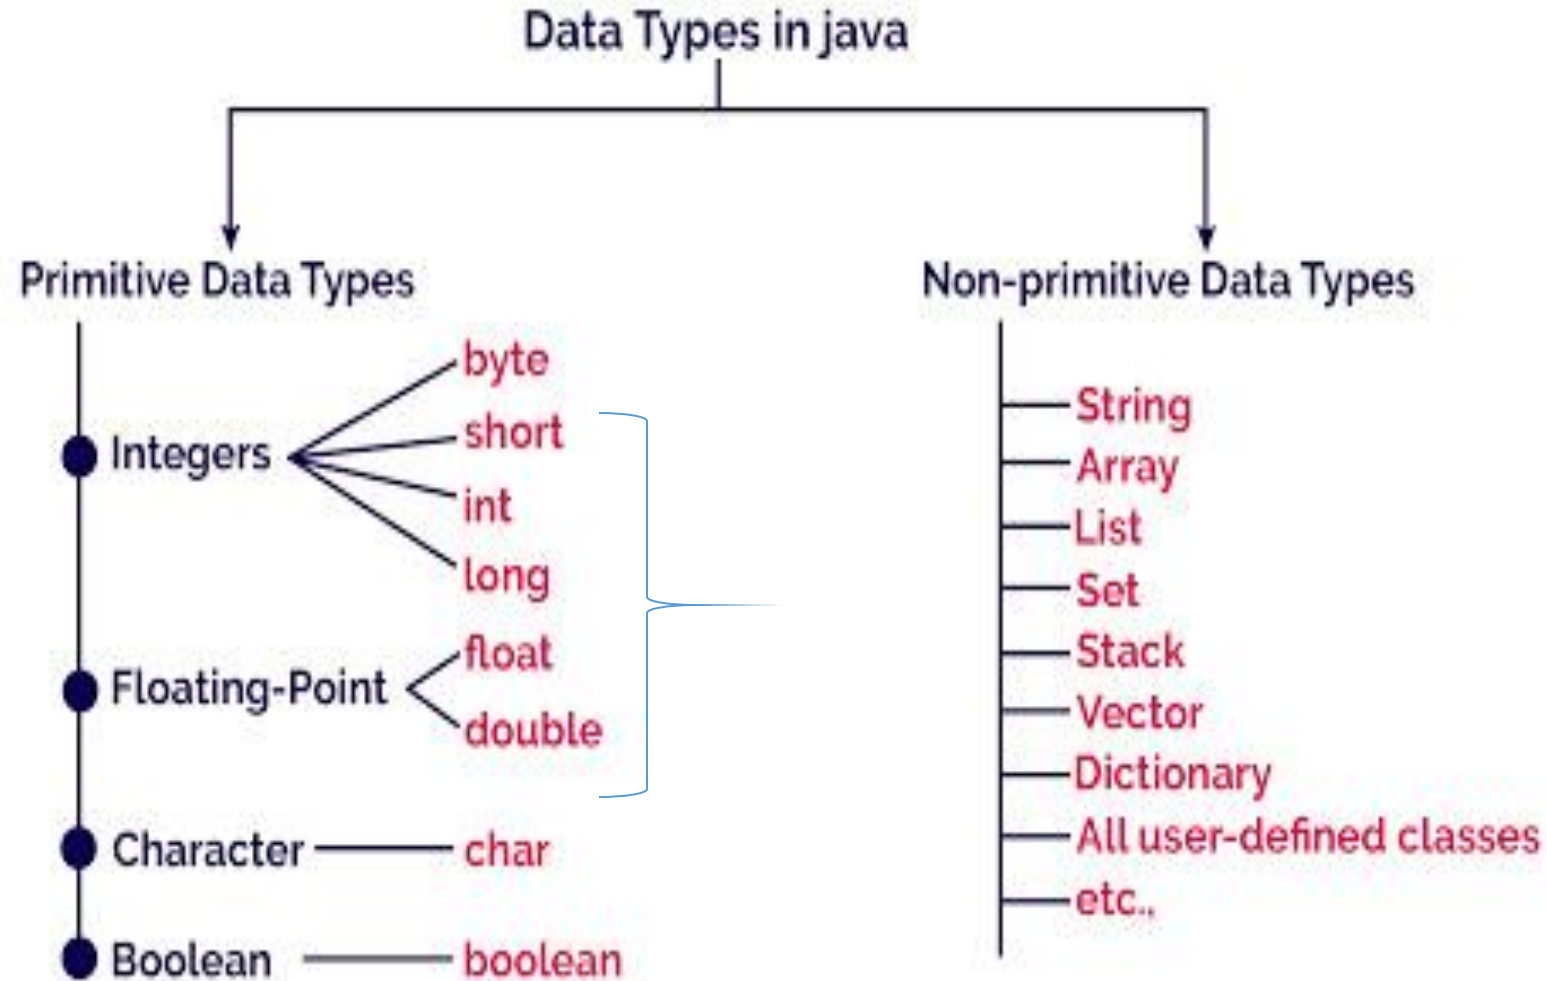 Data Types in java
Primitive Data Types
Integers
byte
short
int
long
Floating-Point
float
double
Character
char
Boolean
boolean
Non-primitive Data Types
String
Array
List
Set
Stack
Vector
Dictionary
All user-defined classes
etc.,